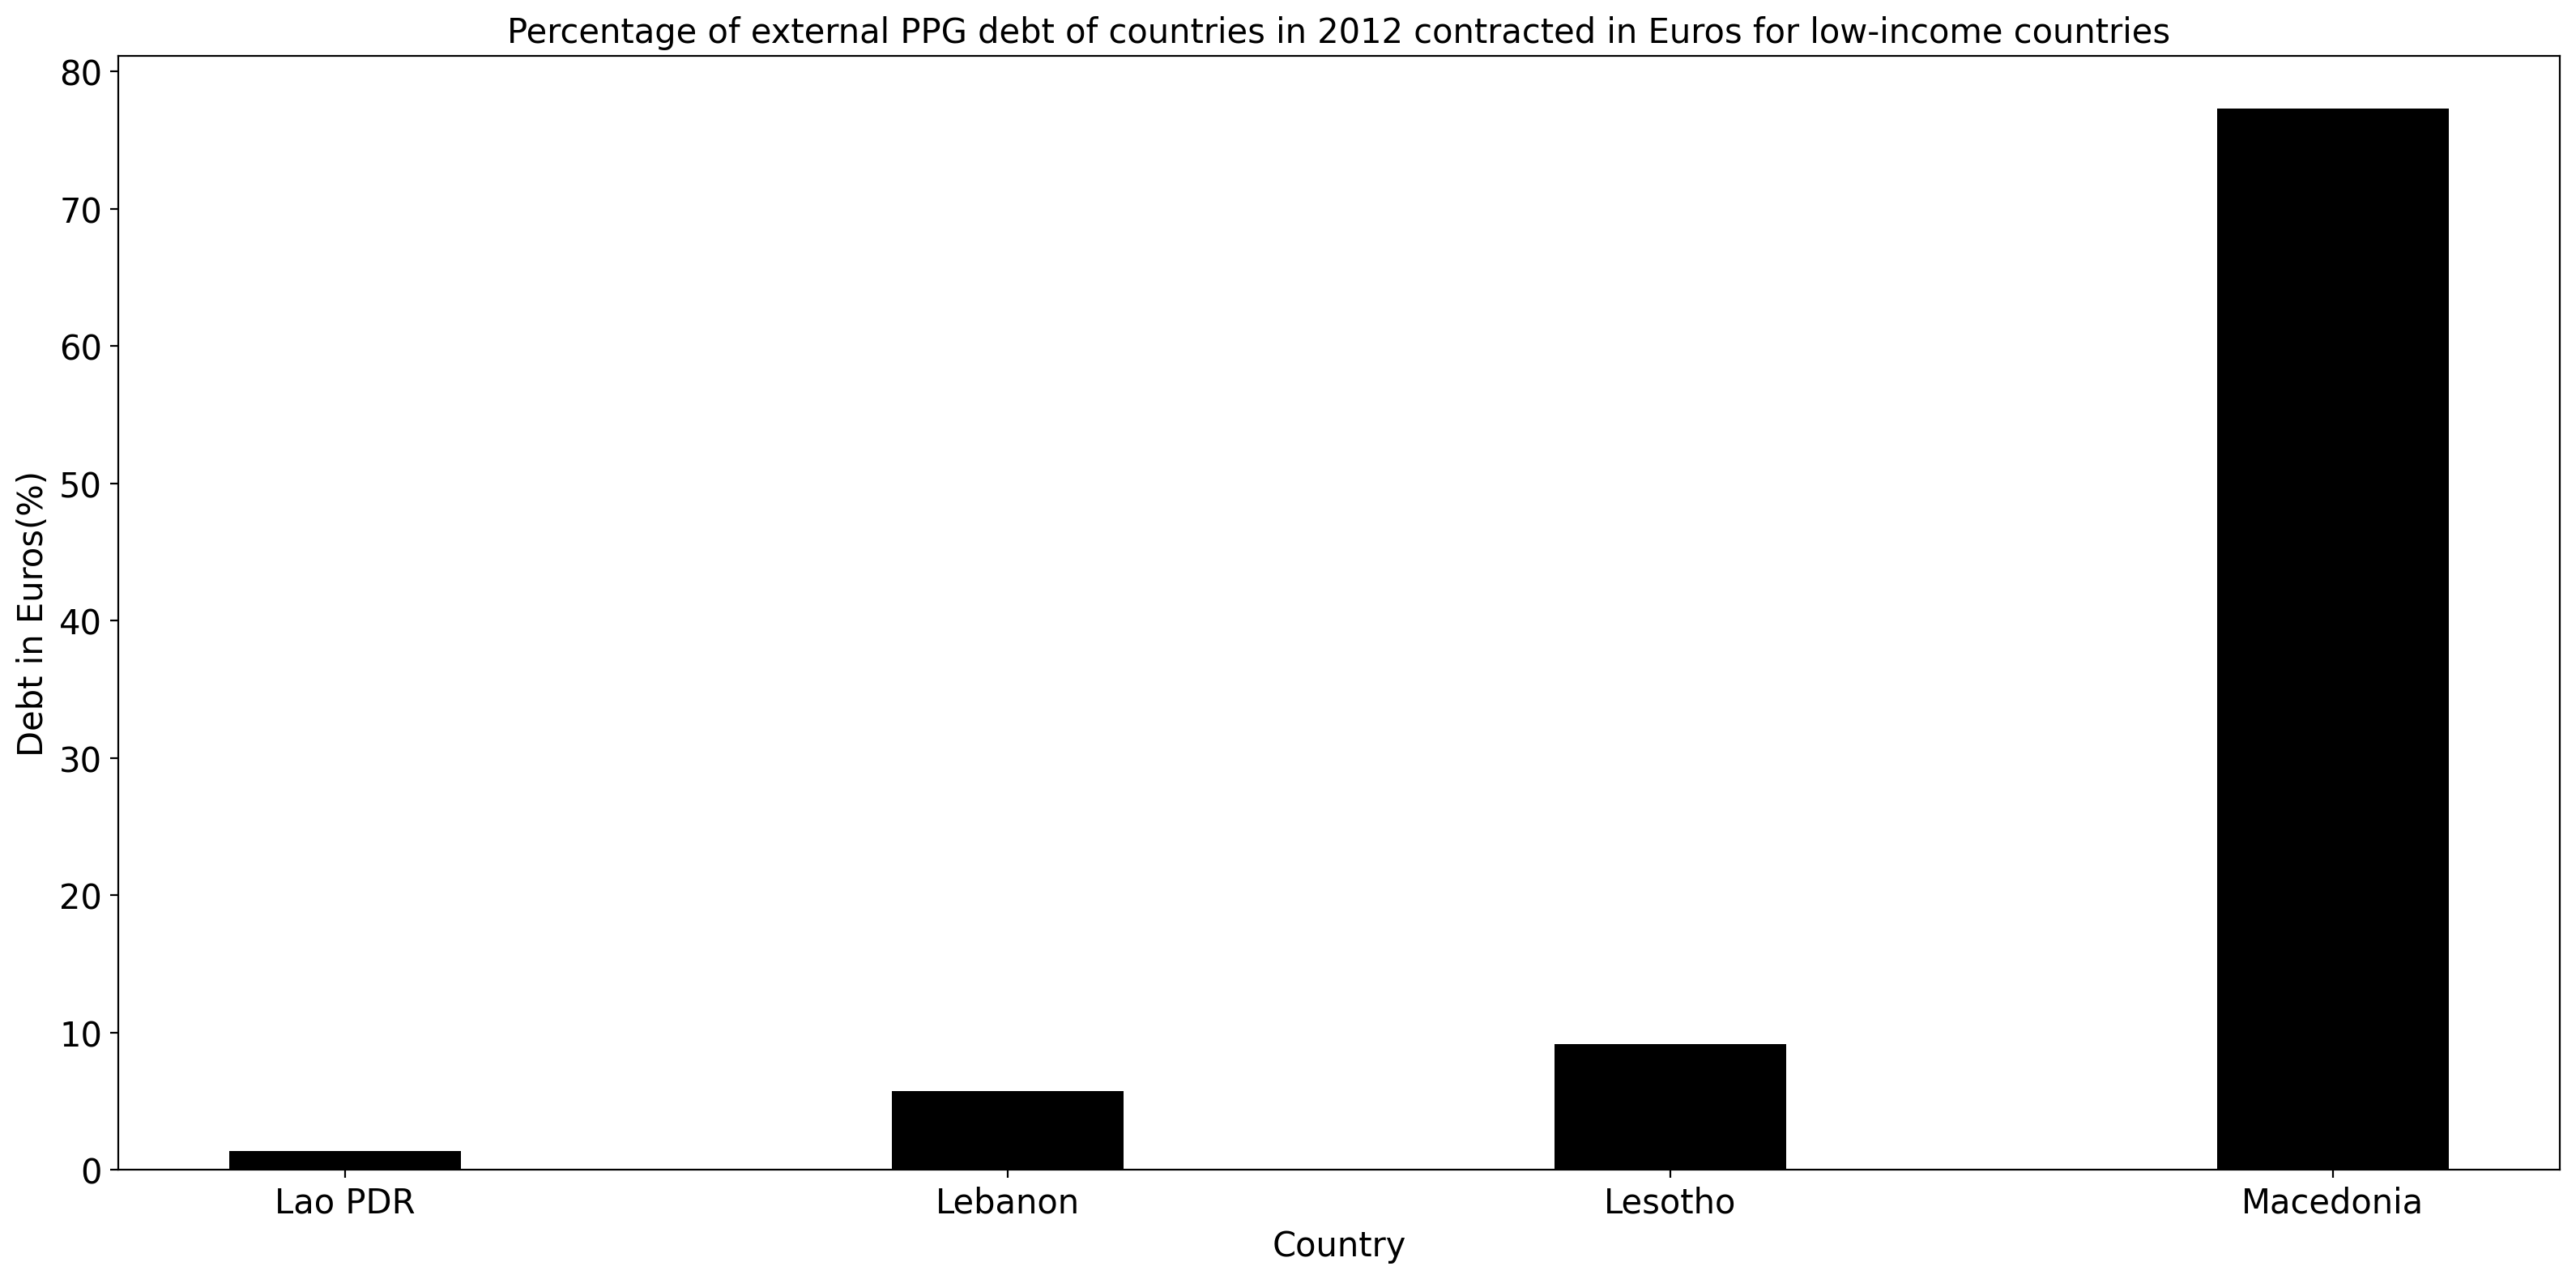 Percentage of external PPG debt of countries in 2012 contracted in Euros for low-income countries
Debt in Euros(%)
80
70
60
50
40
30
20
10
0
Lao PDR Lebanon Lesotho Macedonia
Country